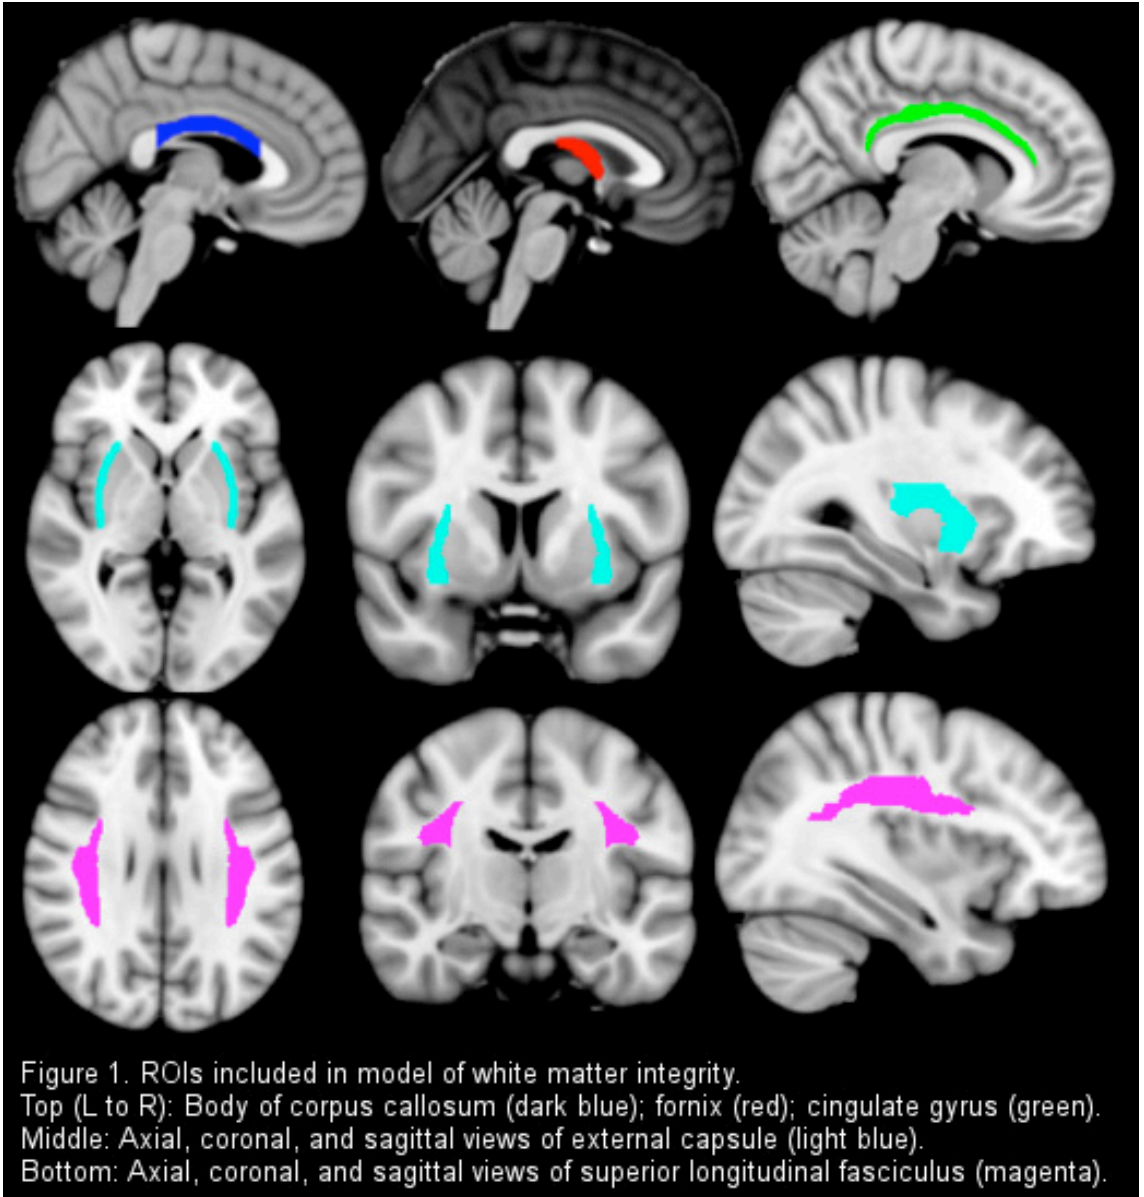 Figure 1. ROIs included in model of white matter integrity.
Top (L to R): Body of corpus callosum (dark blue); fornix (red); cingulate gyrus (green).
Middle: Axial, coronal, and sagittal views of external capsule (light blue).
Bottom: Axial, coronal, and sagittal views of superior longitudinal fasciculus (magenta).